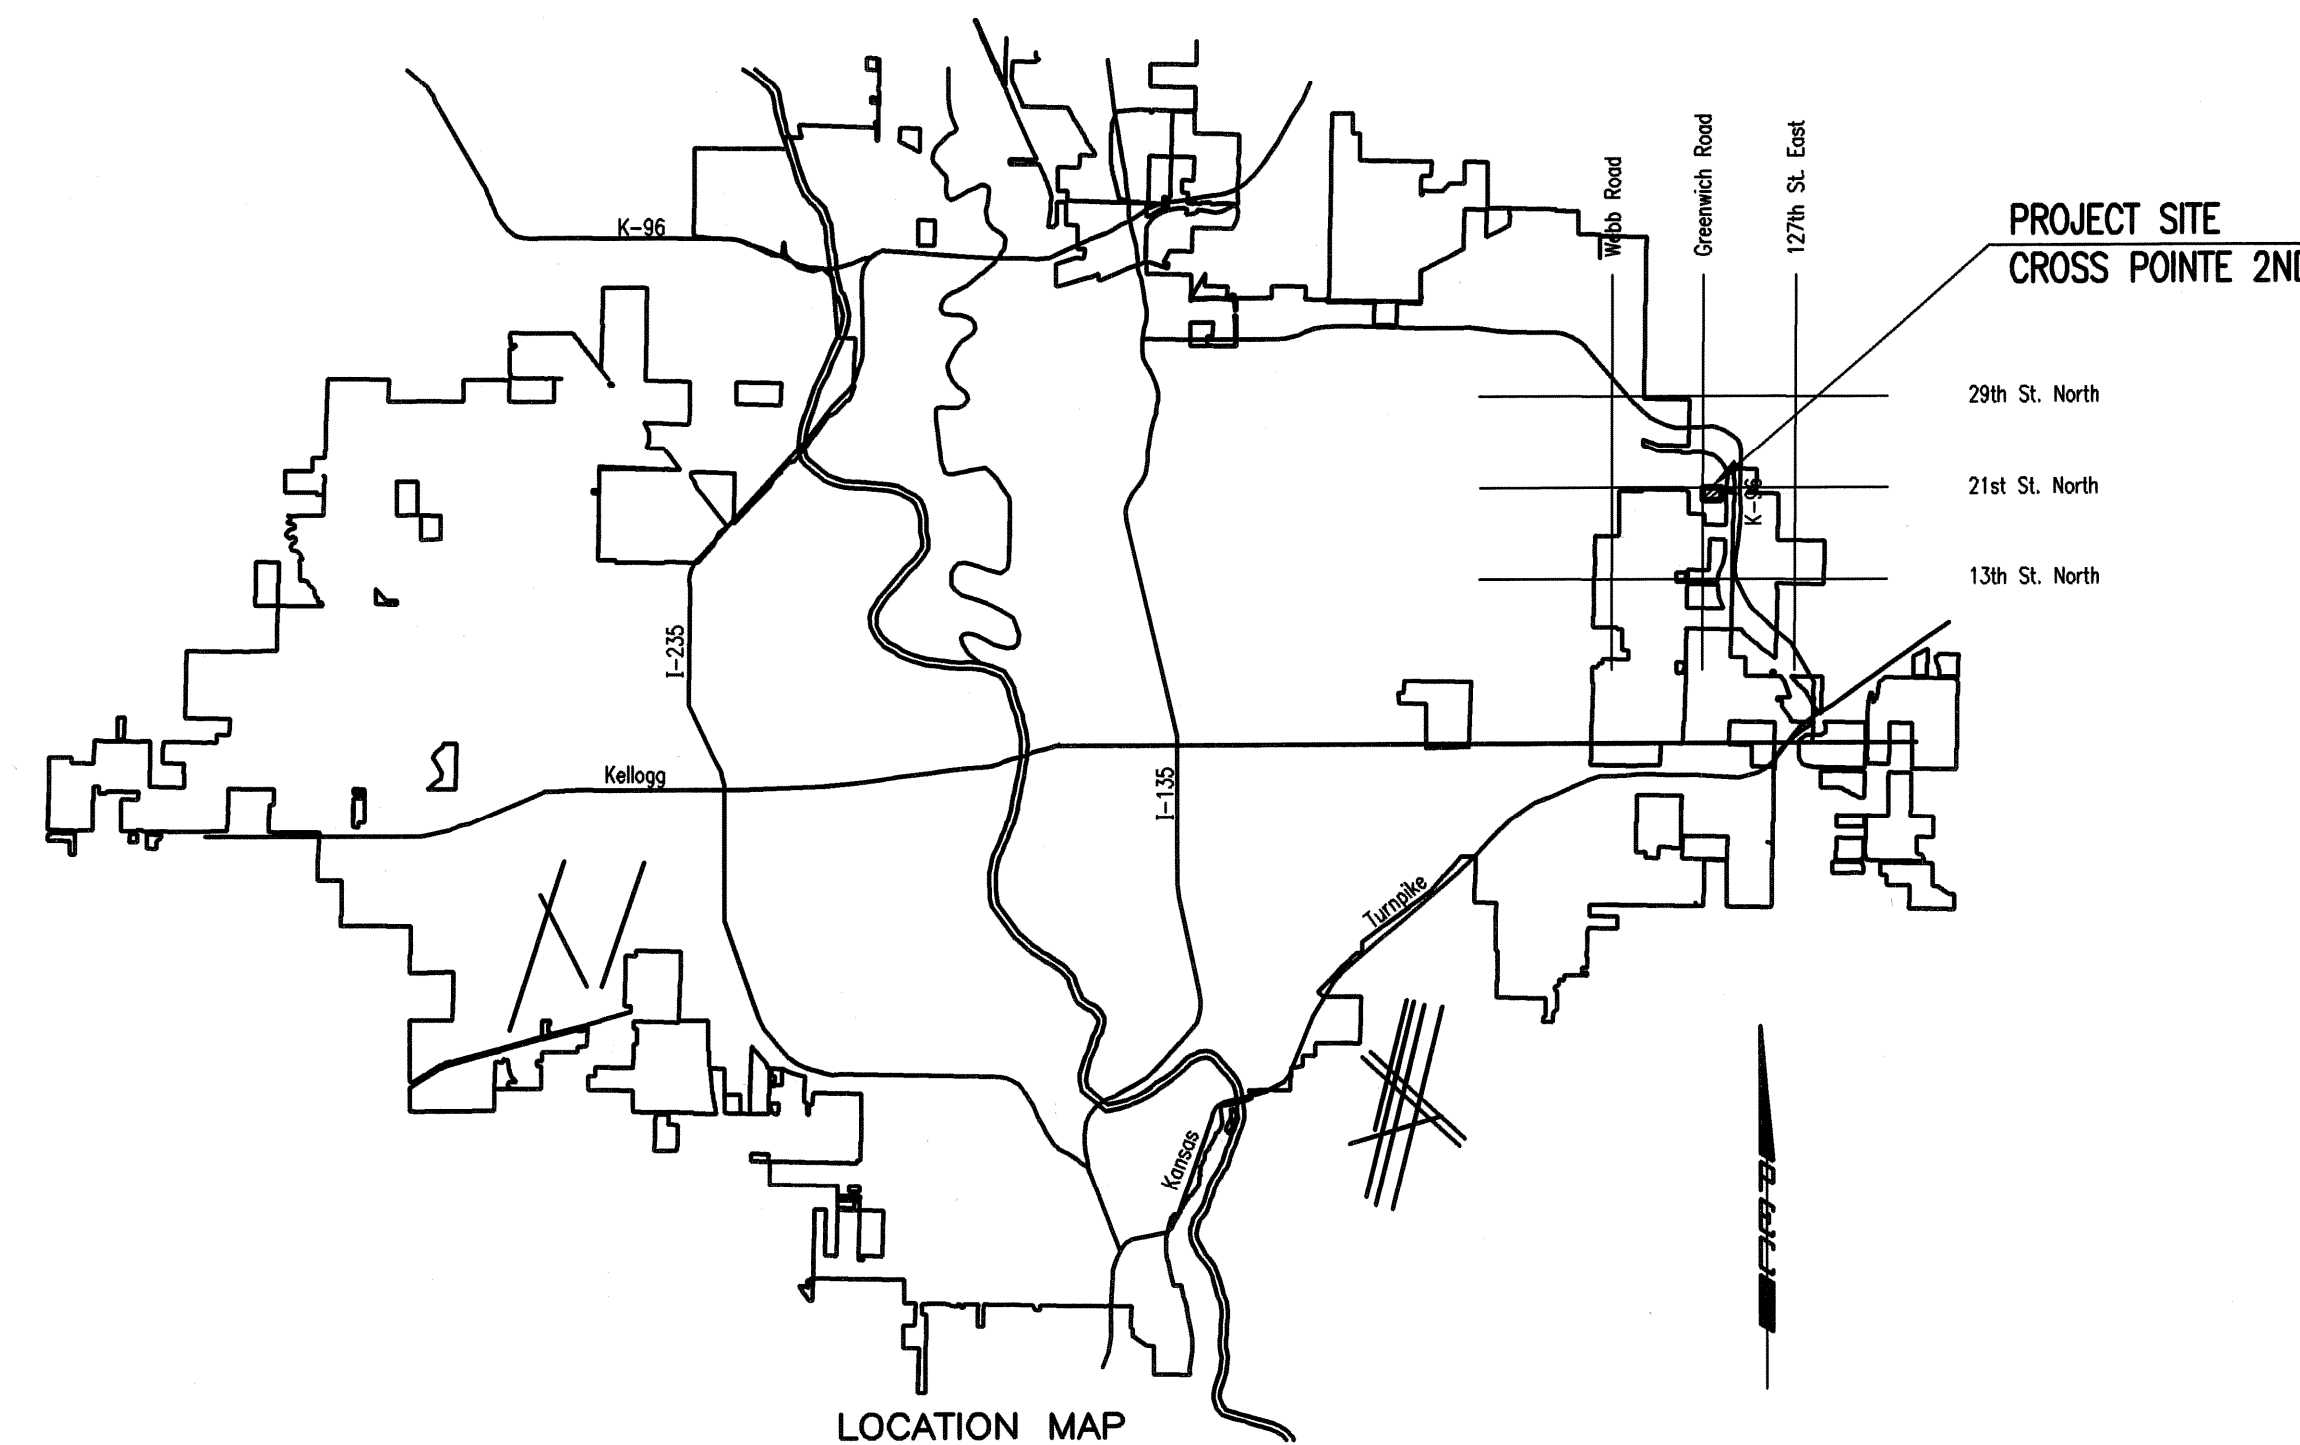 Webb Road
Greenwich Road
127th St. East
PROJECT SITE
CROSS POINTE 2ND
K-96
29th St. North
21st St. North
K-96
13th St. North
I-235
Kellogg
I-135
Turnpike
Kansas
LOCATION MAP